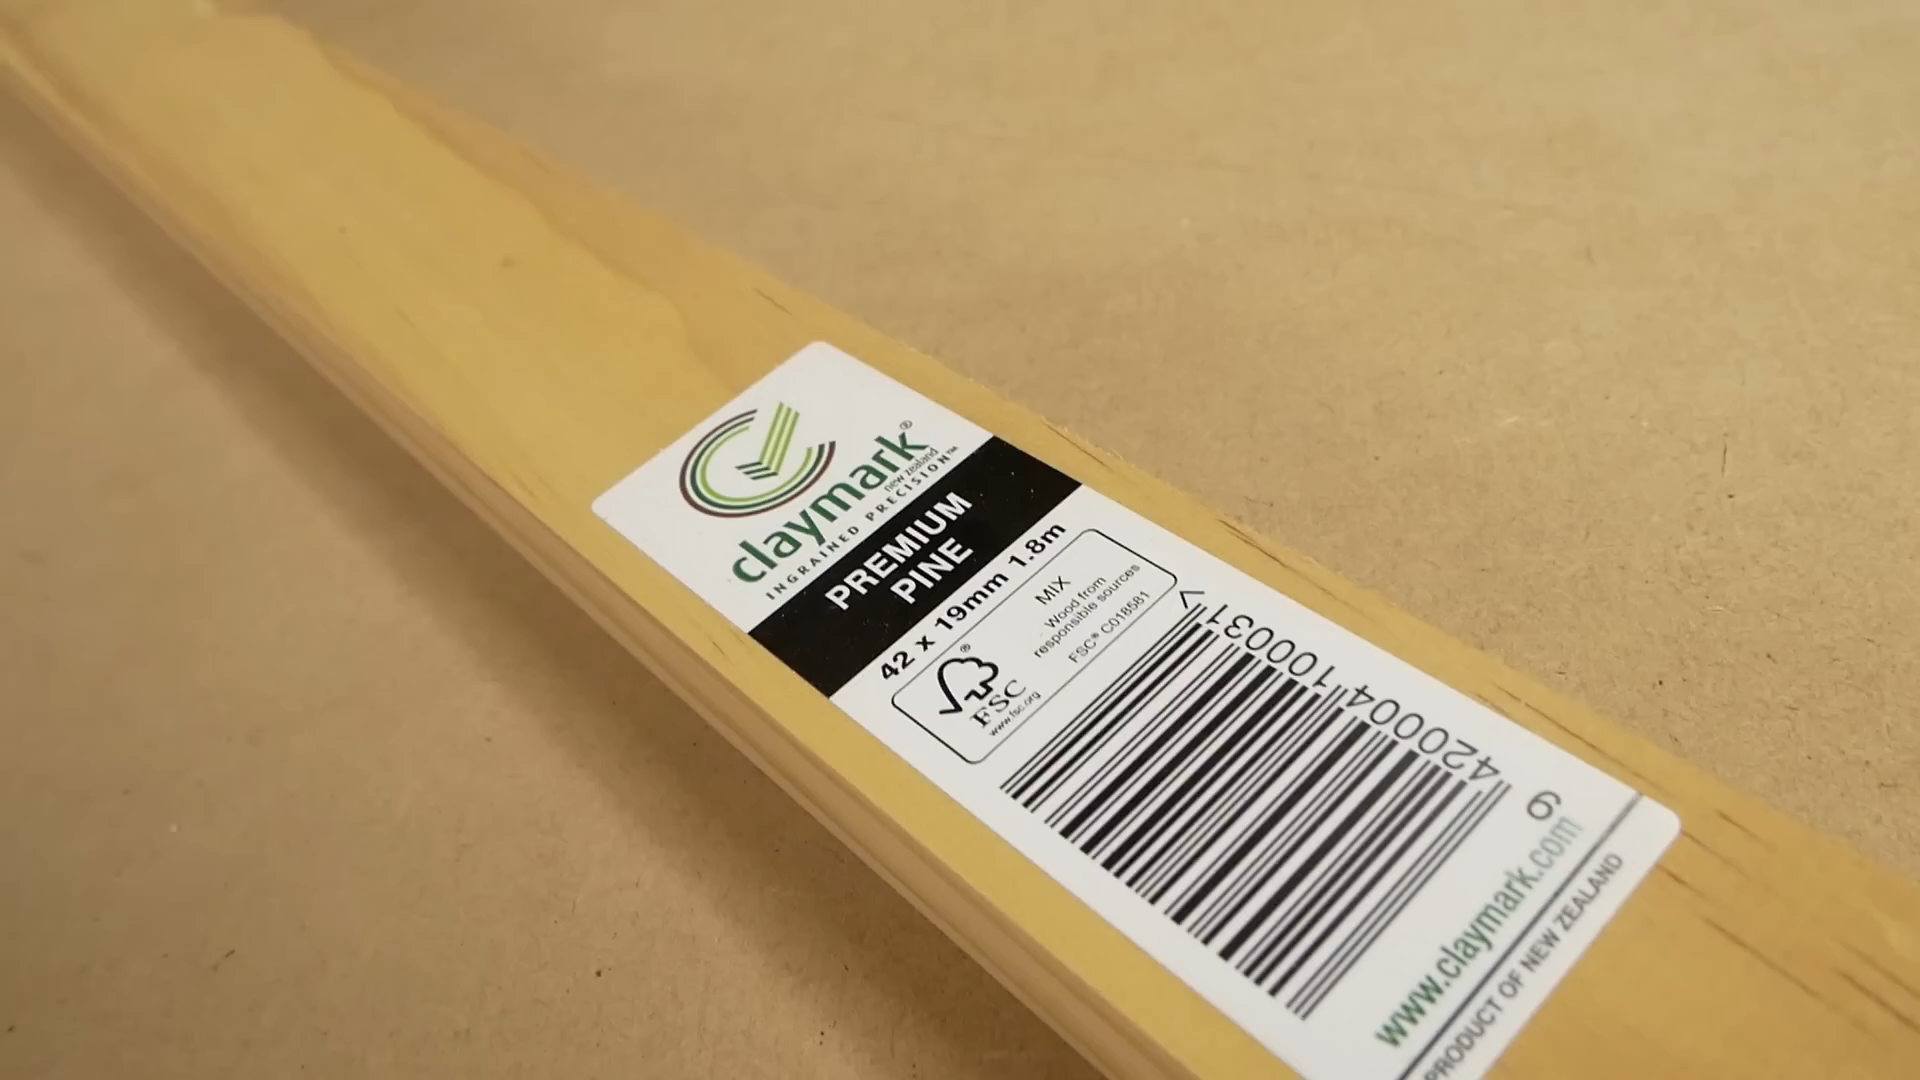 claymark®
new zealand
INGRAINED PRECISION™
PREMIUM
PINE
42 x 19mm 1.8m
®
FSC
www.fsc.org
MIX
Wood from
responsible sources
FSC® C018581
9 420004 100031 >
www.claymark.com
PRODUCT OF NEW ZEALAND